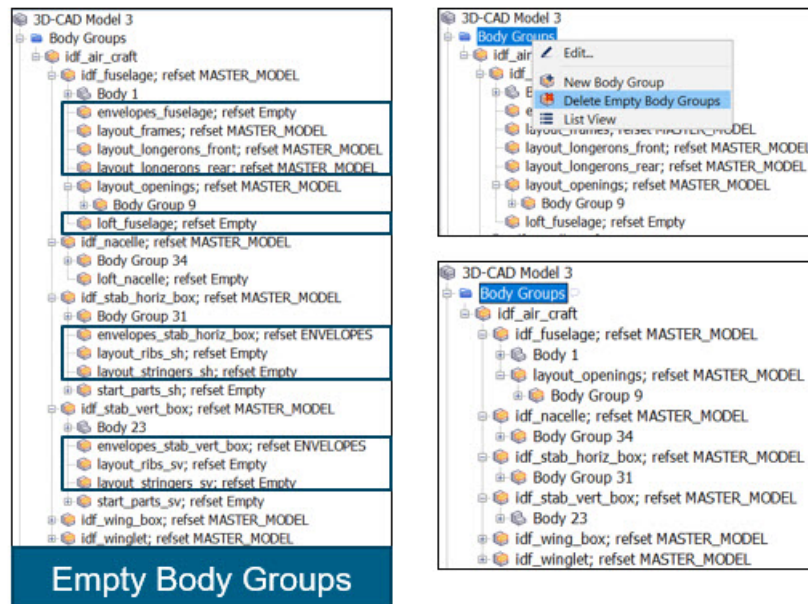 3D-CAD Model 3
Body Groups
idf_air_craft
idf_fuselage; refset MASTER_MODEL
Body 1
envelopes_fuselage; refset Empty
layout_frames; refset MASTER_MODEL
layout_longerons_front; refset MASTER_MODEL
layout_longerons_rear; refset MASTER_MODEL
layout_openings; refset MASTER_MODEL
Body Group 9
loft_fuselage; refset Empty
idf_nacelle; refset MASTER_MODEL
Body Group 34
loft_nacelle; refset Empty
idf_stab_horiz_box; refset MASTER_MODEL
Body Group 31
envelopes_stab_horiz_box; refset ENVELOPES
layout_ribs_sh; refset Empty
layout_stringers_sh; refset Empty
start_parts_sh; refset Empty
idf_stab_vert_box; refset MASTER_MODEL
Body 23
envelopes_stab_vert_box; refset ENVELOPES
layout_ribs_sv; refset Empty
layout_stringers_sv; refset Empty
start_parts_sv; refset Empty
idf_wing_box; refset MASTER_MODEL
idf_winglet; refset MASTER_MODEL
Empty Body Groups
3D-CAD Model 3
Body Groups
idf_air
idf_
Edit...
New Body Group
Delete Empty Body Groups
List View
layout_frames; refset MASTER_MODEL
layout_longerons_front; refset MASTER_MODEL
layout_longerons_rear; refset MASTER_MODEL
layout_openings; refset MASTER_MODEL
Body Group 9
loft_fuselage; refset Empty
3D-CAD Model 3
Body Groups
idf_air_craft
idf_fuselage; refset MASTER_MODEL
Body 1
layout_openings; refset MASTER_MODEL
Body Group 9
idf_nacelle; refset MASTER_MODEL
Body Group 34
idf_stab_horiz_box; refset MASTER_MODEL
Body Group 31
idf_stab_vert_box; refset MASTER_MODEL
Body 23
idf_wing_box; refset MASTER_MODEL
idf_winglet; refset MASTER_MODEL